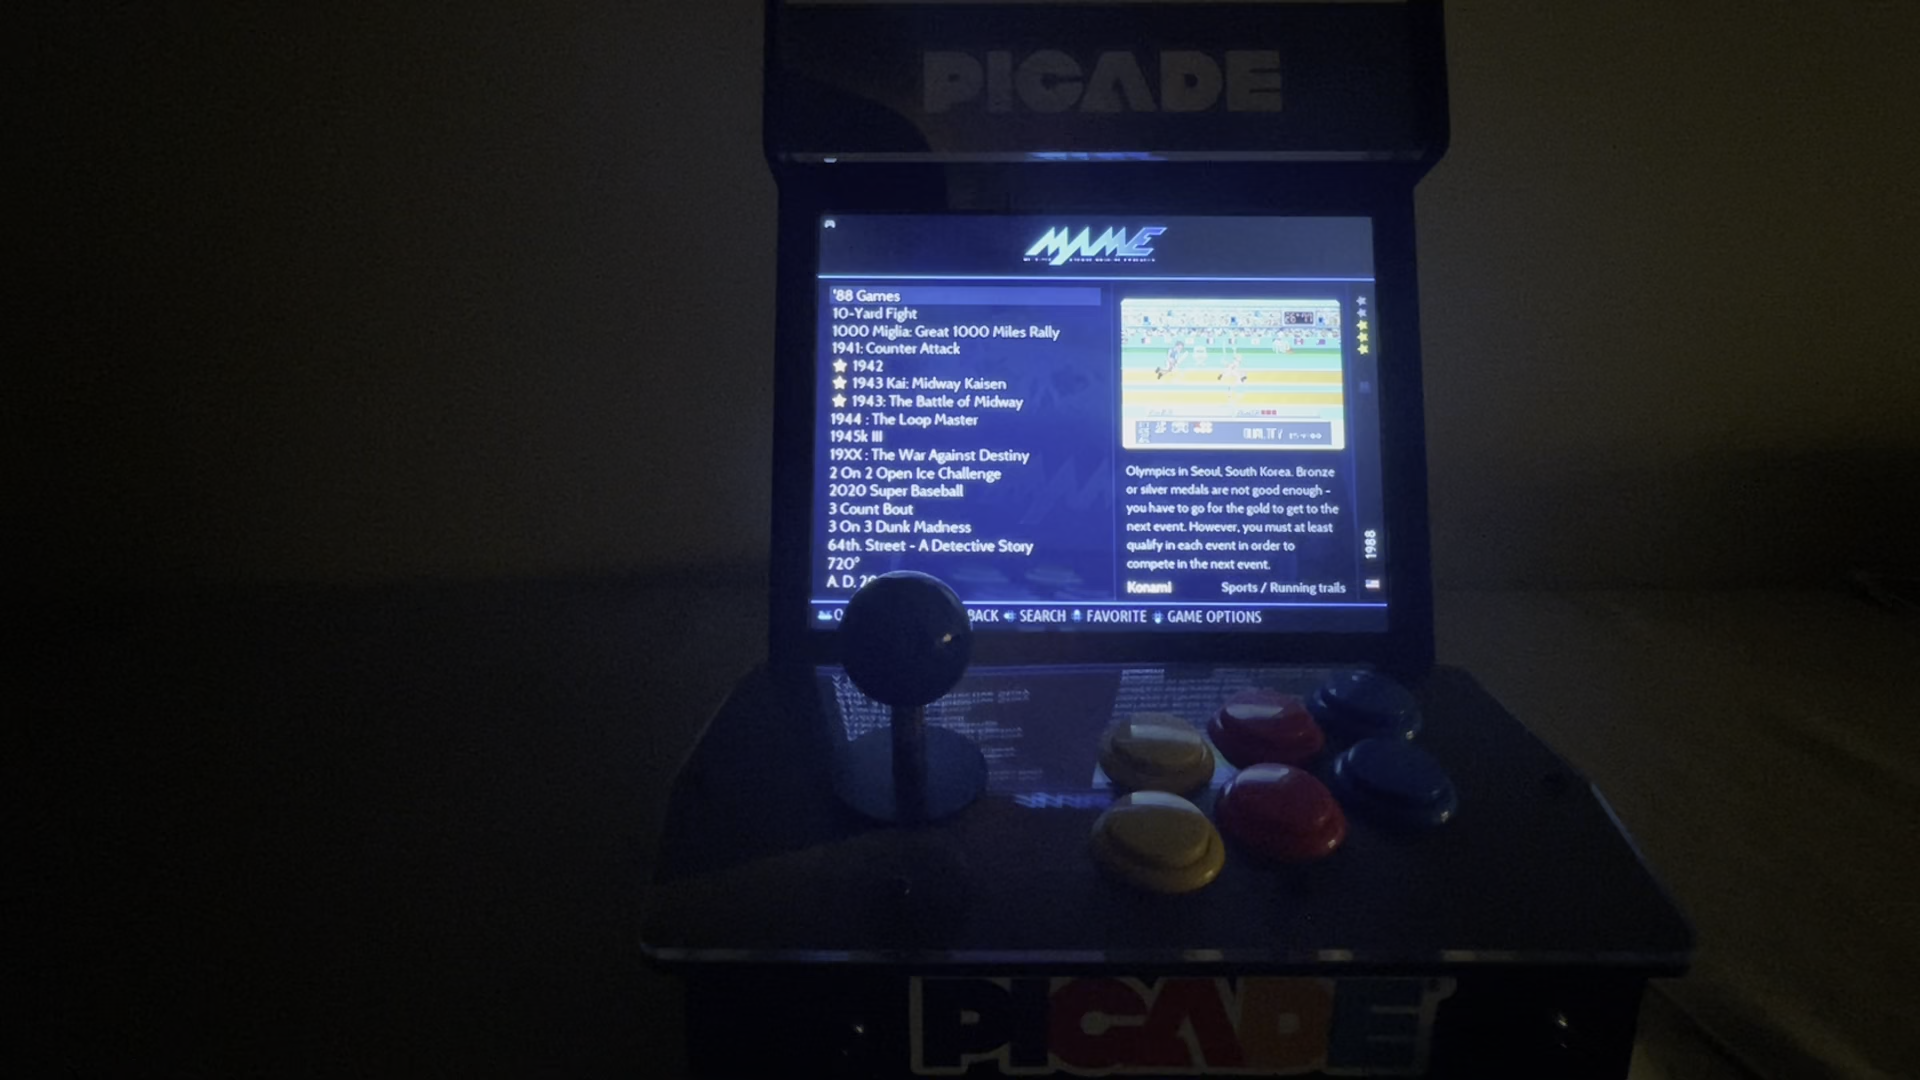 PICADE
MAME
'88 Games
10-Yard Fight
1000 Miglia: Great 1000 Miles Rally
1941: Counter Attack
1942
1943 Kai: Midway Kaisen
1943: The Battle of Midway
1944 : The Loop Master
1945k III
19XX : The War Against Destiny
2 On 2 Open Ice Challenge
2020 Super Baseball
3 Count Bout
3 On 3 Dunk Madness
64th. Street - A Detective Story
720°
A. D.
Olympics in Seoul, South Korea. Bronze
or silver medals are not good enough -
you have to go for the gold to get to the
next event. However, you must at least
qualify in each event in order to
compete in the next event.
Konami Sports / Running trails
1988
BACK SEARCH FAVORITE GAME OPTIONS
PICADE